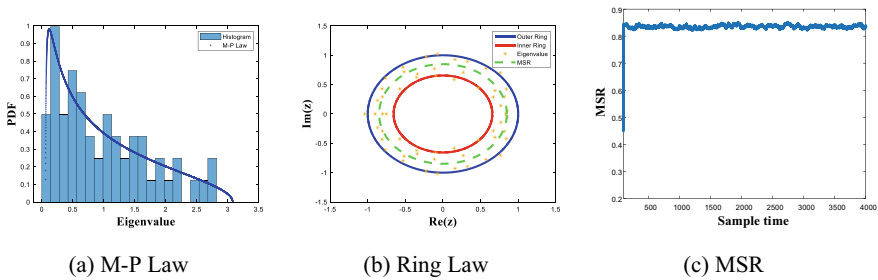 Histogram
M-P Law
PDF
1
0.9
0.8
0.7
0.6
0.5
0.4
0.3
0.2
0.1
0
0 0.5 1 1.5 2 2.5 3 3.5
Eigenvalue
(a) M-P Law
Outer Ring
Inner Ring
Eigenvalue
MSR
Im(z)
1.5
1
0.5
0
-0.5
-1
-1.5
-1.5 -1 -0.5 0 0.5 1 1.5
Re(z)
(b) Ring Law
MSR
0.9
0.8
0.7
0.6
0.5
0.4
0.3
0.2
500 1000 1500 2000 2500 3000 3500 4000
Sample time
(c) MSR